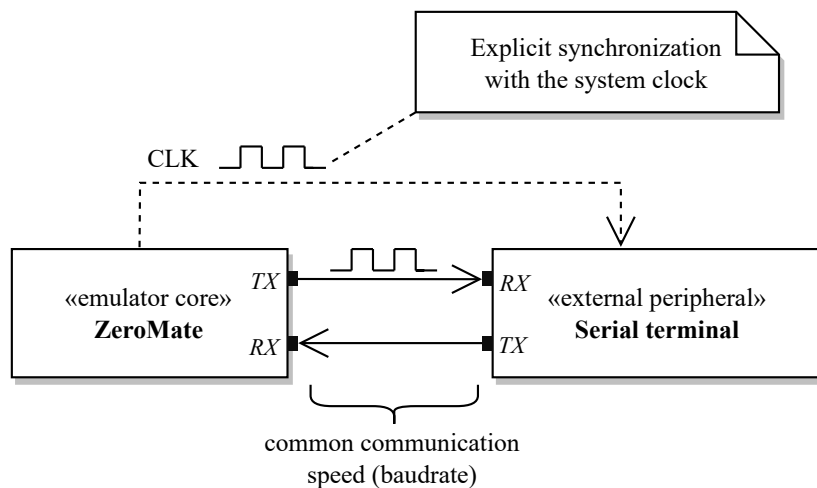 Explicit synchronization
with the system clock
CLK
TX
RX
«emulator core»
ZeroMate
«external peripheral»
Serial terminal
RX
TX
common communication
speed (baudrate)